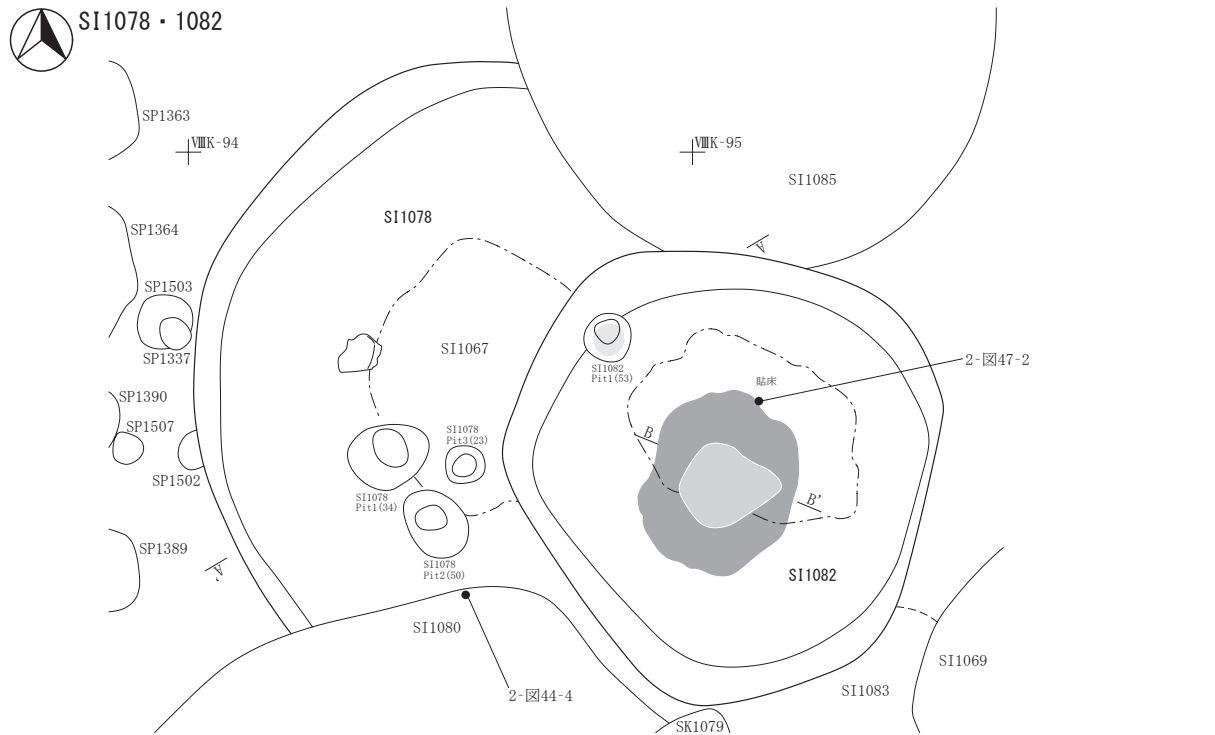 SI1078・1082
SP1363
ⅧK-94
ⅧK-95
SI1085
SI1078
SP1364
A
SP1503
SI1067
SP1337
SI1082
Pit1(53)
2-図47-2
貼床
SP1390
SP1507
SI1078
Pit3(23)
B
SP1502
SI1078
Pit1(34)
B'
SP1389
A'
SI1078
Pit2(50)
SI1082
SI1080
SI1069
SI1083
2-図44-4
SK1079